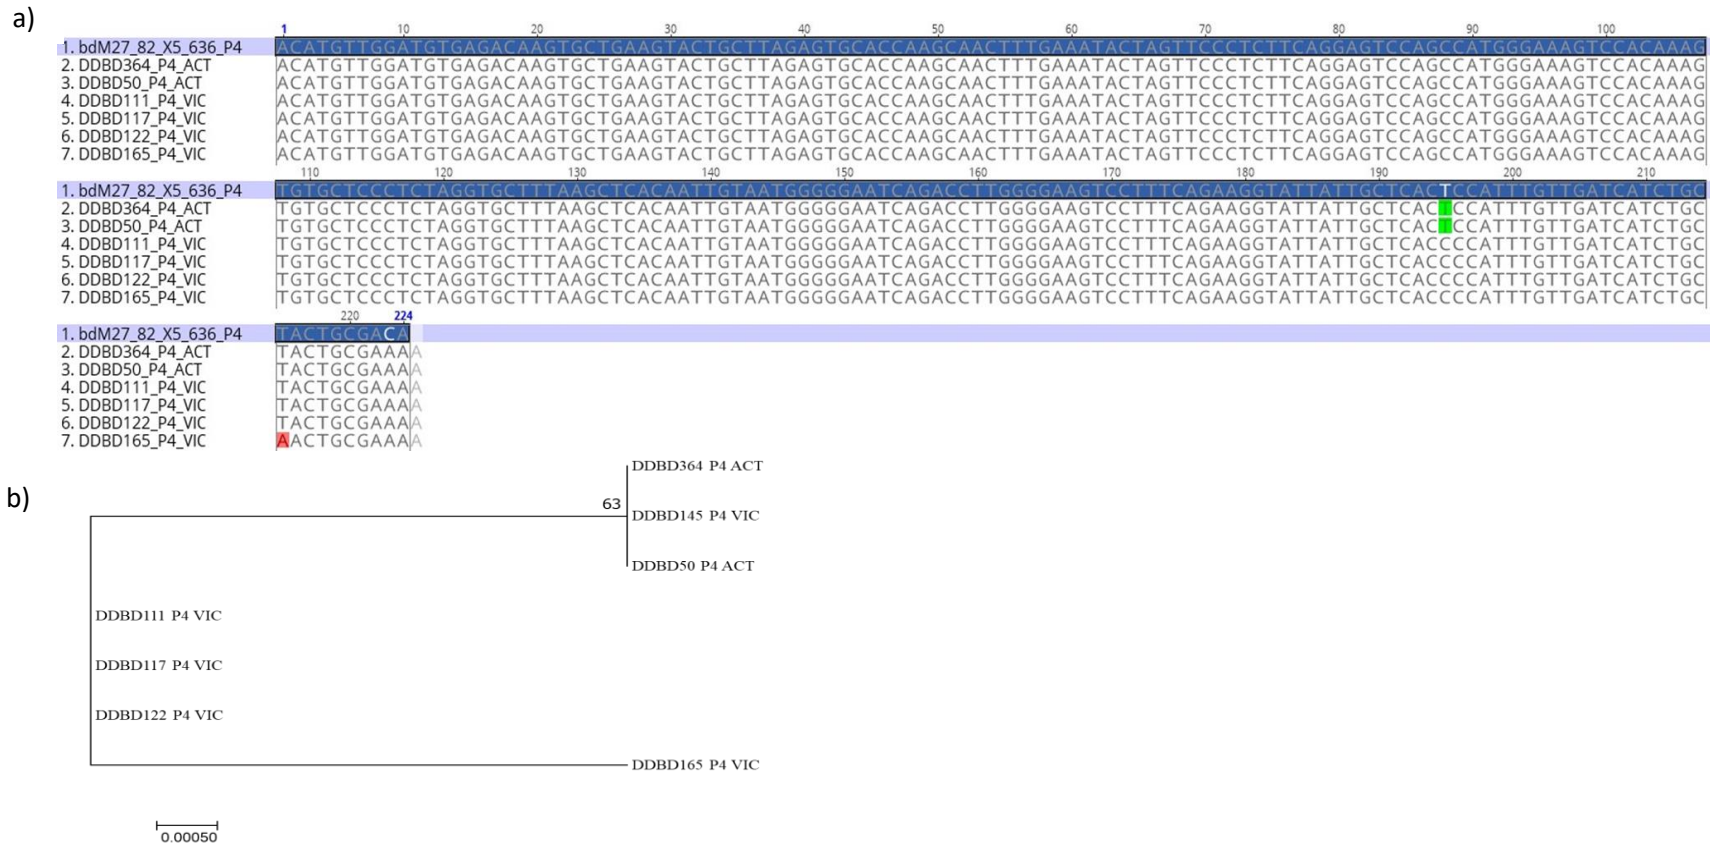 a)
1 10 20 30 40 50 60 70 80 90 100
1. bdM27_82_X5_636_P4 ACATGTTGGATGTGAGACAAGTGCTGAAGTACTGCTTAGAGTGCACCAAGCAACTTTGAAATACTAGTTCCCTCTTCAGGAGTCCAGCCATGGGAAAGTCCACAAAG
2. DDBD364_P4_ACT ACATGTTGGATGTGAGACAAGTGCTGAAGTACTGCTTAGAGTGCACCAAGCAACTTTGAAATACTAGTTCCCTCTTCAGGAGTCCAGCCATGGGAAAGTCCACAAAG
3. DDBD50_P4_ACT ACATGTTGGATGTGAGACAAGTGCTGAAGTACTGCTTAGAGTGCACCAAGCAACTTTGAAATACTAGTTCCCTCTTCAGGAGTCCAGCCATGGGAAAGTCCACAAAG
4. DDBD111_P4_VIC ACATGTTGGATGTGAGACAAGTGCTGAAGTACTGCTTAGAGTGCACCAAGCAACTTTGAAATACTAGTTCCCTCTTCAGGAGTCCAGCCATGGGAAAGTCCACAAAG
5. DDBD117_P4_VIC ACATGTTGGATGTGAGACAAGTGCTGAAGTACTGCTTAGAGTGCACCAAGCAACTTTGAAATACTAGTTCCCTCTTCAGGAGTCCAGCCATGGGAAAGTCCACAAAG
6. DDBD122_P4_VIC ACATGTTGGATGTGAGACAAGTGCTGAAGTACTGCTTAGAGTGCACCAAGCAACTTTGAAATACTAGTTCCCTCTTCAGGAGTCCAGCCATGGGAAAGTCCACAAAG
7. DDBD165_P4_VIC ACATGTTGGATGTGAGACAAGTGCTGAAGTACTGCTTAGAGTGCACCAAGCAACTTTGAAATACTAGTTCCCTCTTCAGGAGTCCAGCCATGGGAAAGTCCACAAAG
110 120 130 140 150 160 170 180 190 200 210
1. bdM27_82_X5_636_P4 TGTGCTCCCTCTAGGTGCTTTAAGCTCACAATTGTAATGGGGGAATCAGACCTTGGGGAAGTCCTTTCAGAAGGTATTATTGCTCACTCCATTTGTTGATCATCTGC
2. DDBD364_P4_ACT TGTGCTCCCTCTAGGTGCTTTAAGCTCACAATTGTAATGGGGGAATCAGACCTTGGGGAAGTCCTTTCAGAAGGTATTATTGCTCACTCCATTTGTTGATCATCTGC
3. DDBD50_P4_ACT TGTGCTCCCTCTAGGTGCTTTAAGCTCACAATTGTAATGGGGGAATCAGACCTTGGGGAAGTCCTTTCAGAAGGTATTATTGCTCACTCCATTTGTTGATCATCTGC
4. DDBD111_P4_VIC TGTGCTCCCTCTAGGTGCTTTAAGCTCACAATTGTAATGGGGGAATCAGACCTTGGGGAAGTCCTTTCAGAAGGTATTATTGCTCACCCCATTTGTTGATCATCTGC
5. DDBD117_P4_VIC TGTGCTCCCTCTAGGTGCTTTAAGCTCACAATTGTAATGGGGGAATCAGACCTTGGGGAAGTCCTTTCAGAAGGTATTATTGCTCACCCCATTTGTTGATCATCTGC
6. DDBD122_P4_VIC TGTGCTCCCTCTAGGTGCTTTAAGCTCACAATTGTAATGGGGGAATCAGACCTTGGGGAAGTCCTTTCAGAAGGTATTATTGCTCACCCCATTTGTTGATCATCTGC
7. DDBD165_P4_VIC TGTGCTCCCTCTAGGTGCTTTAAGCTCACAATTGTAATGGGGGAATCAGACCTTGGGGAAGTCCTTTCAGAAGGTATTATTGCTCACCCCATTTGTTGATCATCTGC
220 224
1. bdM27_82_X5_636_P4 TACTGCGACA
2. DDBD364_P4_ACT TACTGCGAAAA
3. DDBD50_P4_ACT TACTGCGAAAA
4. DDBD111_P4_VIC TACTGCGAAAA
5. DDBD117_P4_VIC TACTGCGAAAA
6. DDBD122_P4_VIC TACTGCGAAAA
7. DDBD165_P4_VIC AACTGCGAAAA
b)
DDBD364 P4 ACT
63
DDBD145 P4 VIC
DDBD50 P4 ACT
DDBD111 P4 VIC
DDBD117 P4 VIC
DDBD122 P4 VIC
DDBD165 P4 VIC
0.00050